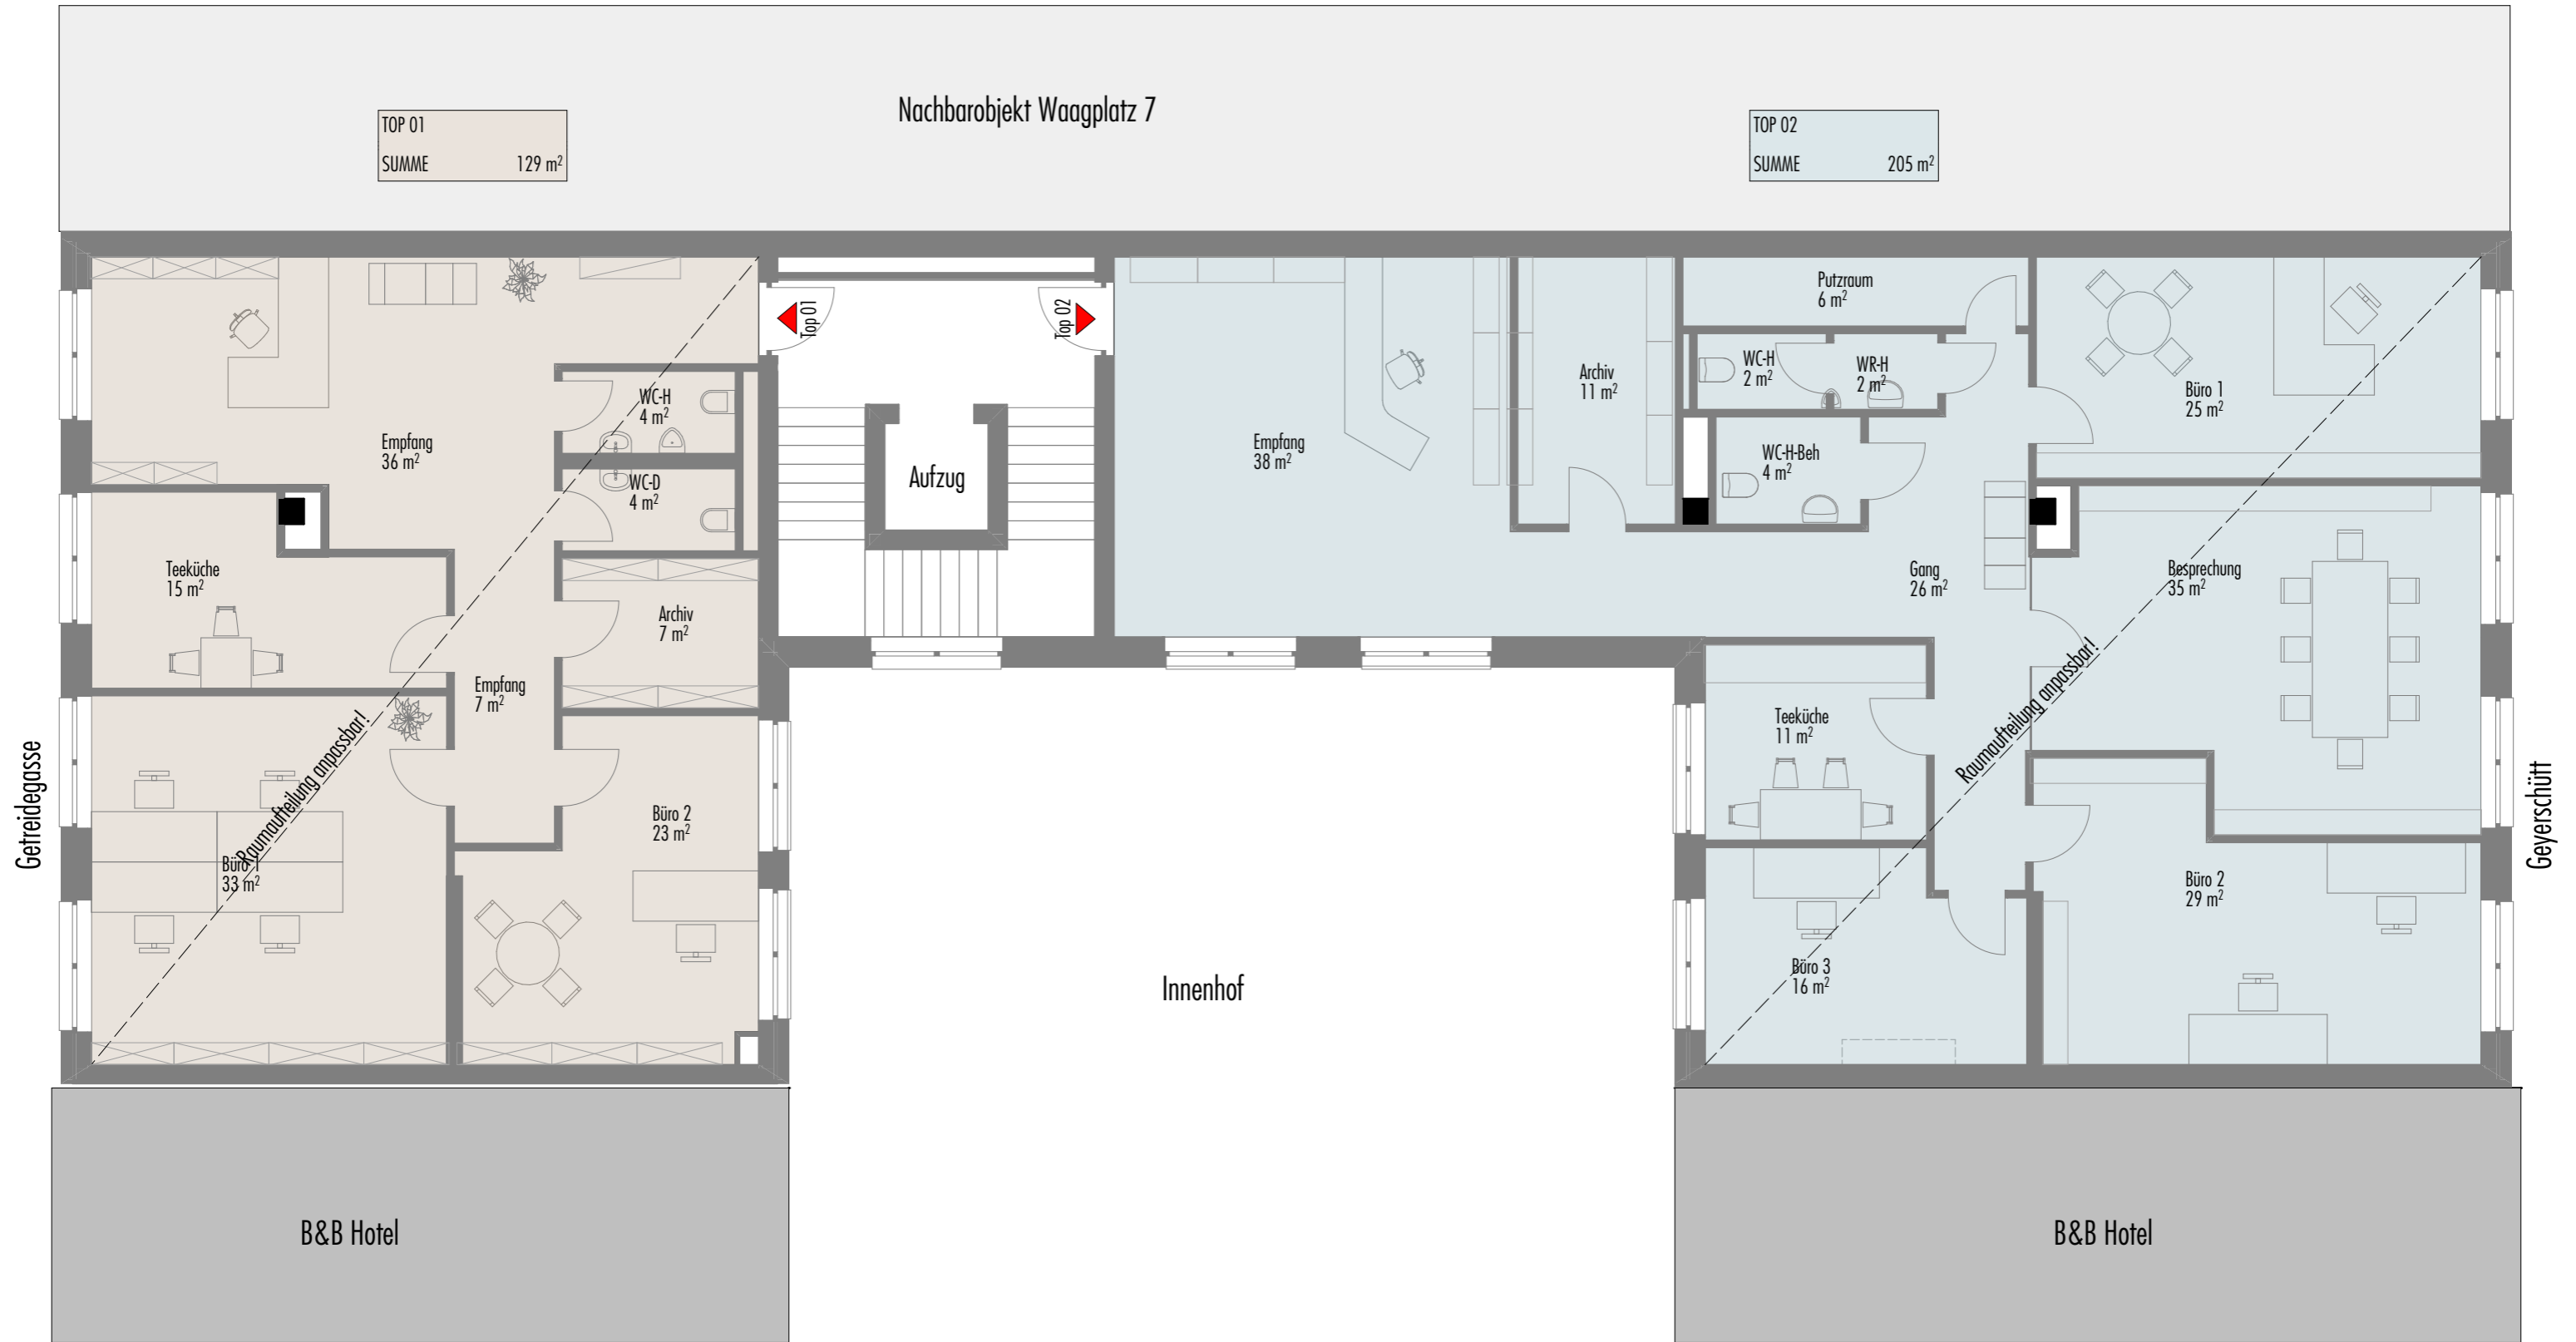 Nachbarobjekt Waagplatz 7
TOP 01
SUMME 129 m²
TOP 02
SUMME 205 m²
Top 01
Top 02
Empfang
36 m²
WC-H
4 m²
WC-D
4 m²
Teeküche
15 m²
Archiv
7 m²
Empfang
7 m²
Büro 1
33 m²
Büro 2
23 m²
Raumaufteilung anpassbar!
Getreidegasse
Aufzug
Empfang
38 m²
Archiv
11 m²
Putzraum
6 m²
WC-H
2 m²
WR-H
2 m²
WC-H-Beh
4 m²
Büro 1
25 m²
Gang
26 m²
Besprechung
35 m²
Teeküche
11 m²
Raumaufteilung anpassbar!
Büro 2
29 m²
Büro 3
16 m²
Geyerschütt
Innenhof
B&B Hotel
B&B Hotel